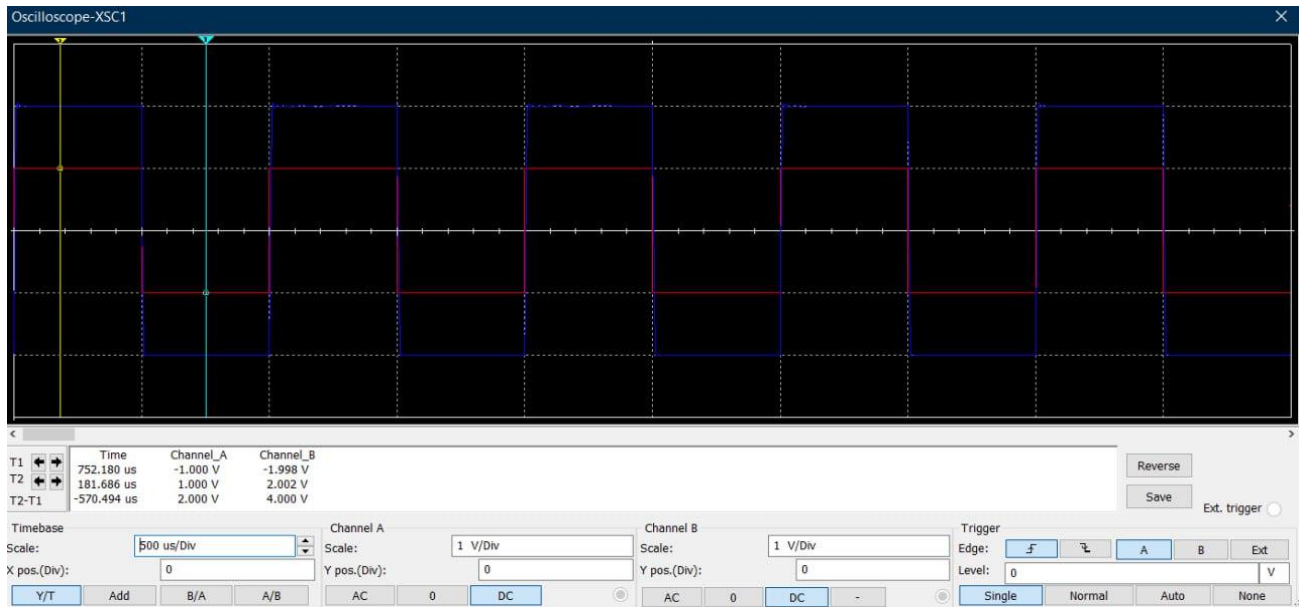 Oscilloscope-XSC1
2
1
Time Channel_A Channel_B
T1 752.180 us -1.000 V -1.998 V
T2 181.686 us 1.000 V 2.002 V
T2-T1 -570.494 us 2.000 V 4.000 V
Reverse
Save
Ext. trigger
Timebase
Scale: 500 us/Div
X pos.(Div): 0
Y/T Add B/A A/B
Channel A
Scale: 1 V/Div
Y pos.(Div): 0
AC 0 DC
Channel B
Scale: 1 V/Div
Y pos.(Div): 0
AC 0 DC -
Trigger
Edge: A B Ext
Level: 0 V
Single Normal Auto None